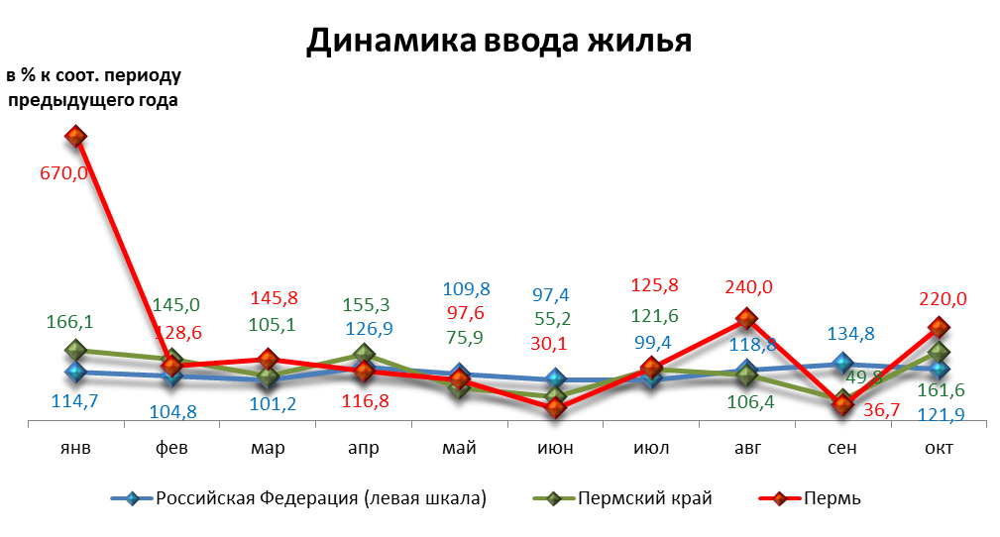 Динамика ввода жилья
в % к соот. периоду
предыдущего года
670,0
109,8 97,4 125,8 240,0 220,0
145,0 145,8 155,3 97,6 55,2 121,6
166,1 128,6 105,1 126,9 75,9 30,1 99,4 118,8 134,8
114,7 104,8 101,2 116,8 106,4 49,8 36,7 161,6
121,9
янв фев мар апр май июн июл авг сен окт
Российская Федерация (левая шкала) Пермский край Пермь